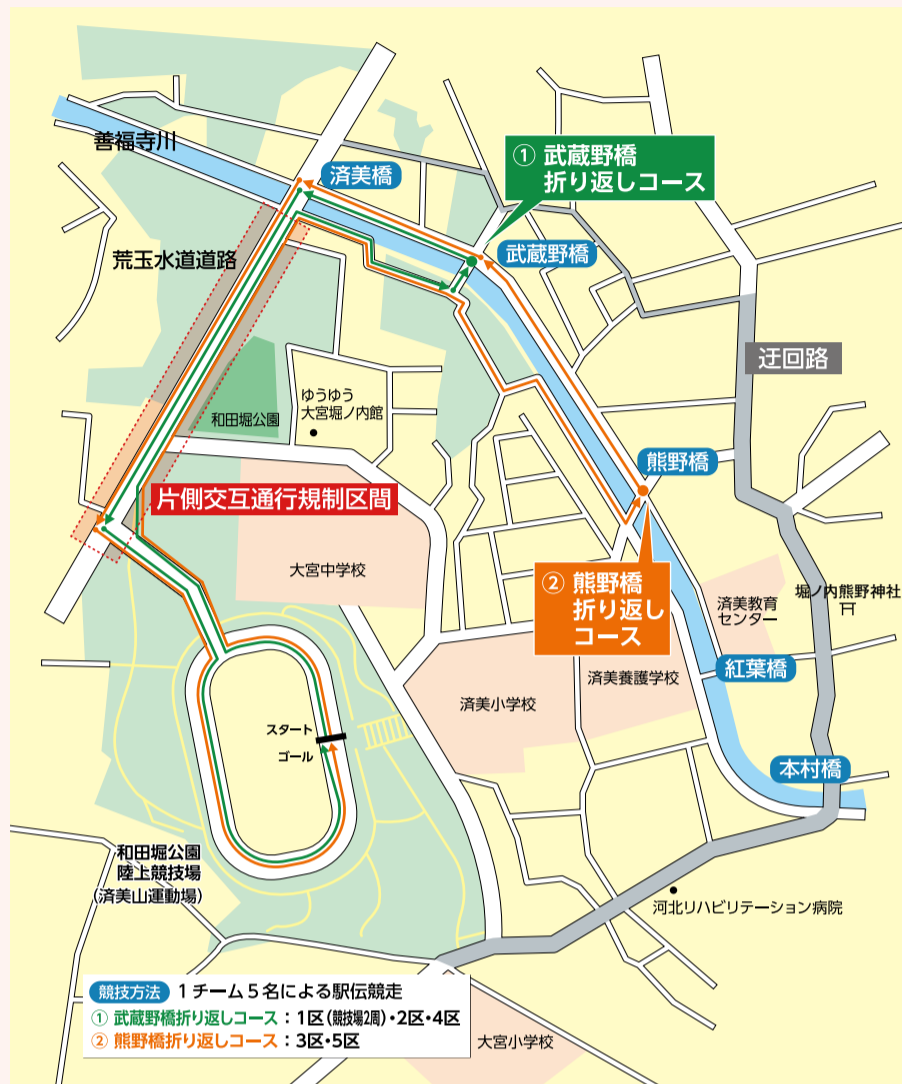 善福寺川
済美橋
① 武蔵野橋
折り返しコース
武蔵野橋
荒玉水道道路
迂回路
和田堀公園
ゆうゆう
大宮堀ノ内館
熊野橋
片側交互通行規制区間
大宮中学校
② 熊野橋
折り返し
コース
済美教育
センター
堀ノ内熊野神社
紅葉橋
済美養護学校
済美小学校
スタート
ゴール
本村橋
和田堀公園
陸上競技場
(済美山運動場)
河北リハビリテーション病院
競技方法 1チーム5名による駅伝競走
① 武蔵野橋折り返しコース：1区(競技場2周)・2区・4区
② 熊野橋折り返しコース：3区・5区
大宮小学校